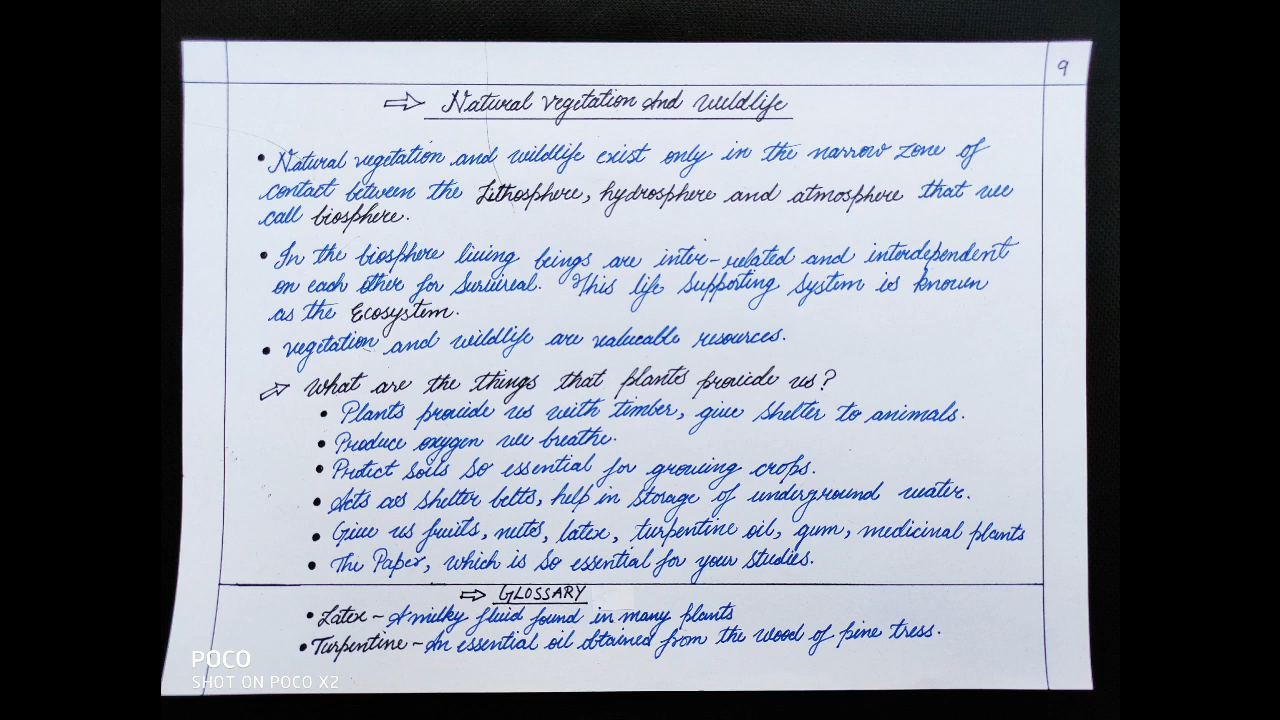 9
⇨ Natural vegetation And wildlife
• Natural vegetation and wildlife exist only in the narrow zone of
contact between the Lithosphere, hydrosphere and atmosphere that we
call biosphere.
• In the biosphere living beings are inter-related and interdependent
on each other for survival. This life supporting system is known
as the Ecosystem.
• vegetation and wildlife are valuable resources.
⇨ What are the things that plants provide us?
• Plants provide us with timber, give shelter to animals.
• Produce oxygen we breathe.
• Protect soils so essential for growing crops.
• Acts as shelter belts, help in storage of underground water.
• Give us fruits, nuts, latex, turpentine oil, gum, medicinal plants
• The Paper, which is so essential for your studies.
⇨ GLOSSARY
• Latex - A milky fluid found in many plants
• Turpentine - An essential oil obtained from the wood of pine tress.
POCO
SHOT ON POCO X2